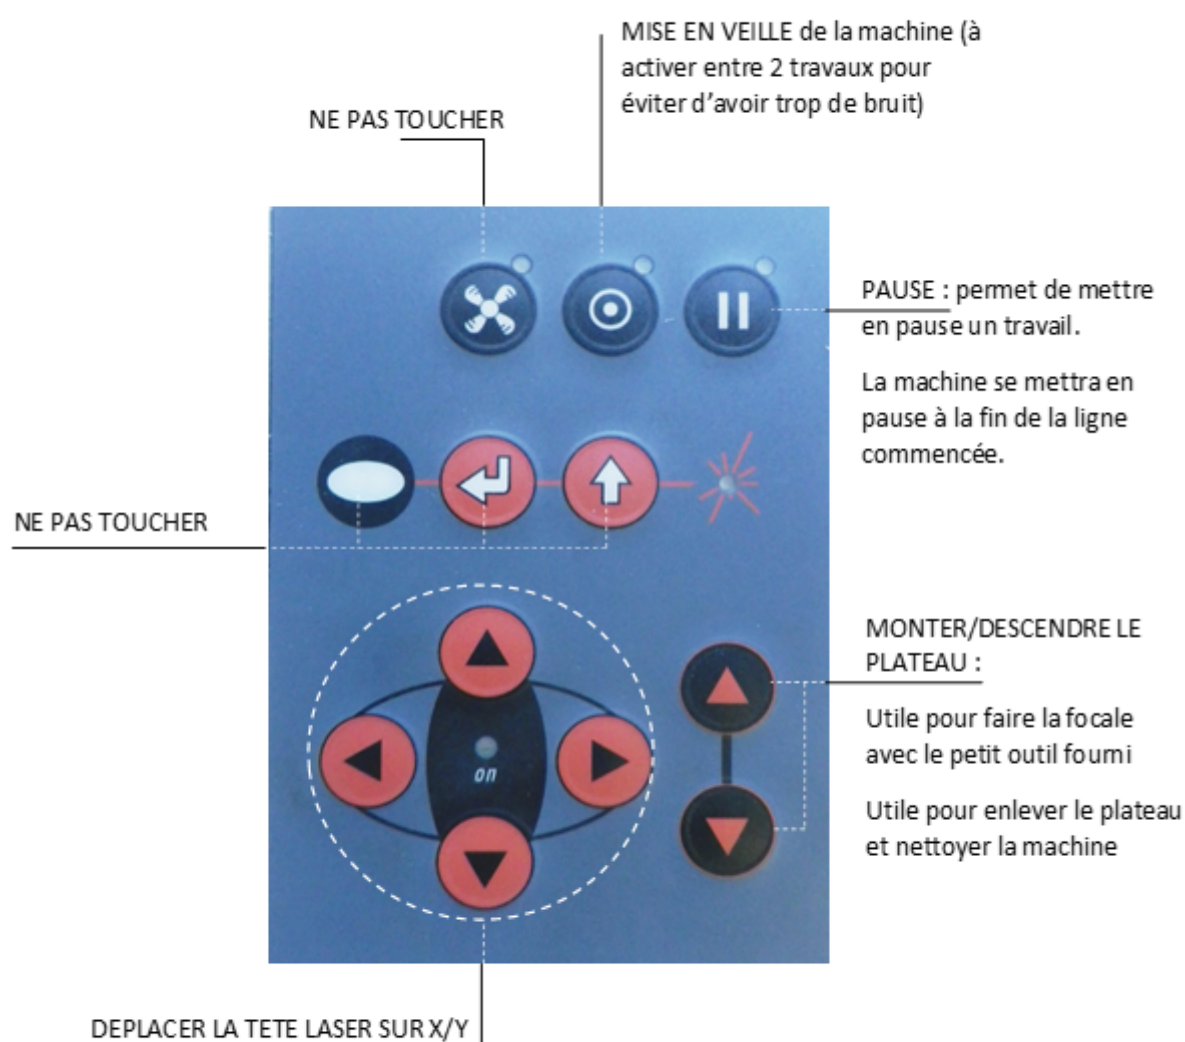 MISE EN VEILLE de la machine (à
activer entre 2 travaux pour
éviter d'avoir trop de bruit)
NE PAS TOUCHER
PAUSE : permet de mettre
en pause un travail.
La machine se mettra en
pause à la fin de la ligne
commencée.
NE PAS TOUCHER
on
MONTER/DESCENDRE LE
PLATEAU :
Utile pour faire la focale
avec le petit outil fourni
Utile pour enlever le plateau
et nettoyer la machine
DEPLACER LA TETE LASER SUR X/Y